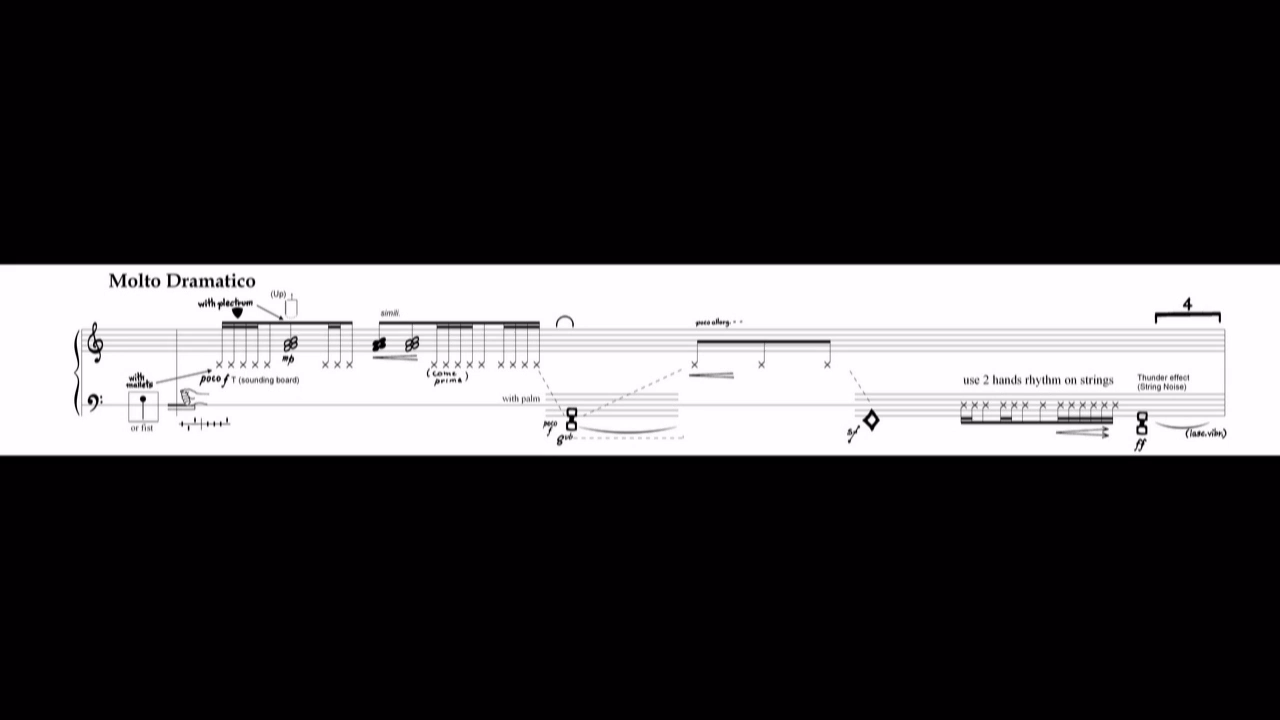 Molto Dramatico
(Up)
with plectrum
simili.
poco allarg.
4
mp
with
mallets
poco f T (sounding board)
(come
prima)
use 2 hands rhythm on strings
Thunder effect
(String Noise)
with palm
or fist
poco
f
8vb
sf
ff
(lasc.vibr.)